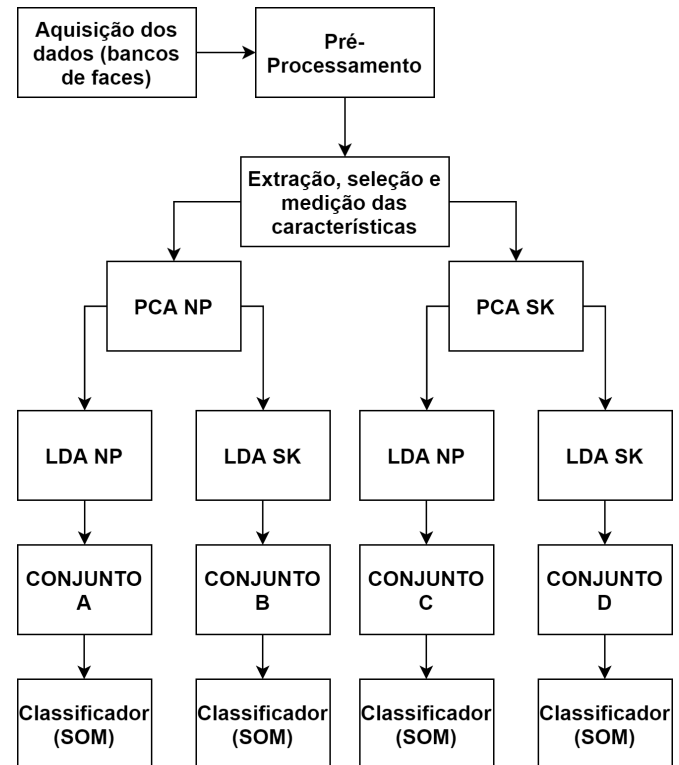 Aquisição dos
dados (bancos
de faces)
Pré-
Processamento
Extração, seleção e
medição das
características
PCA NP
PCA SK
LDA NP
LDA SK
LDA NP
LDA SK
CONJUNTO
A
CONJUNTO
B
CONJUNTO
C
CONJUNTO
D
Classificador
(SOM)
Classificador
(SOM)
Classificador
(SOM)
Classificador
(SOM)